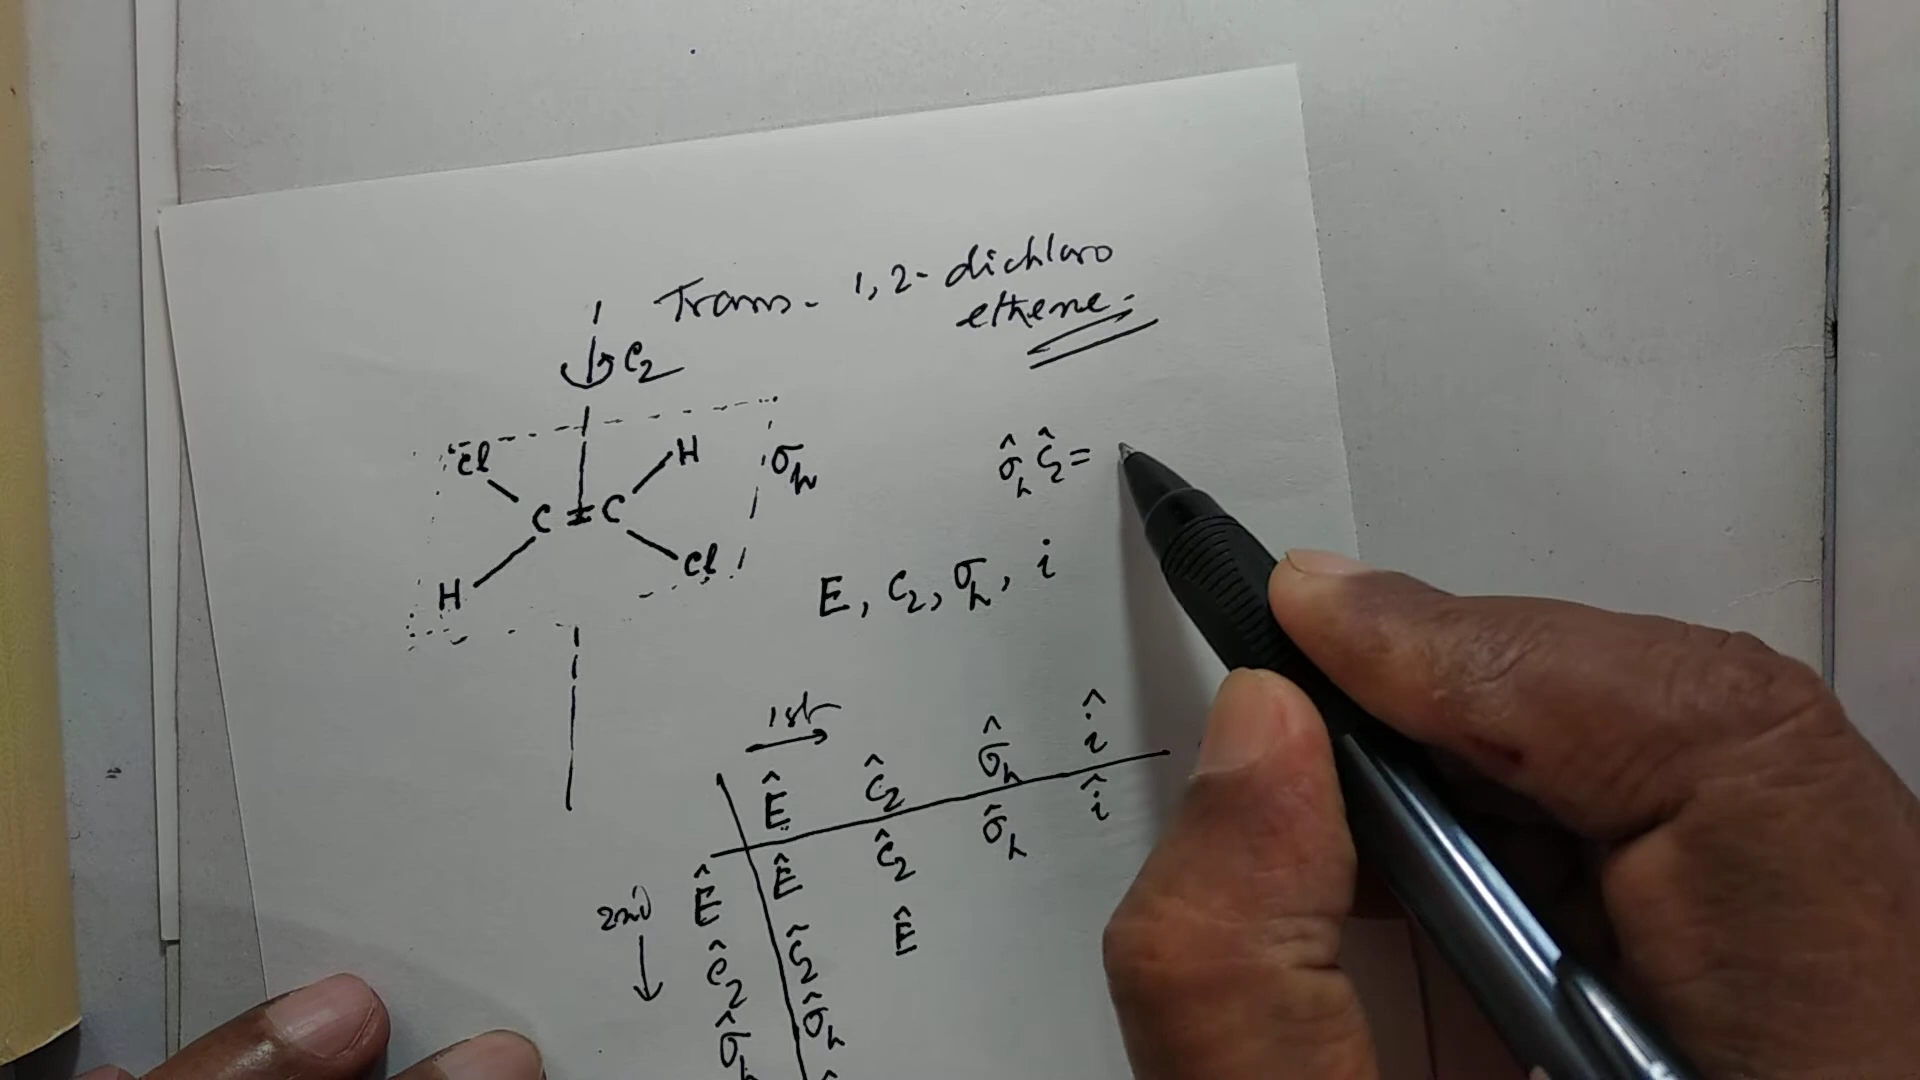 Trans- 1,2-dichloro
ethene.
C₂
Cl H σₕ
C=C
H Cl
σ̂ₕ Ĉ₂ =
E, C₂, σₕ, i
1st
Ê Ĉ₂ σ̂ₕ î
2nd Ê Ê Ĉ₂ σ̂ₕ î
Ĉ₂ Ĉ₂ Ê
σ̂ₕ σ̂ₕ